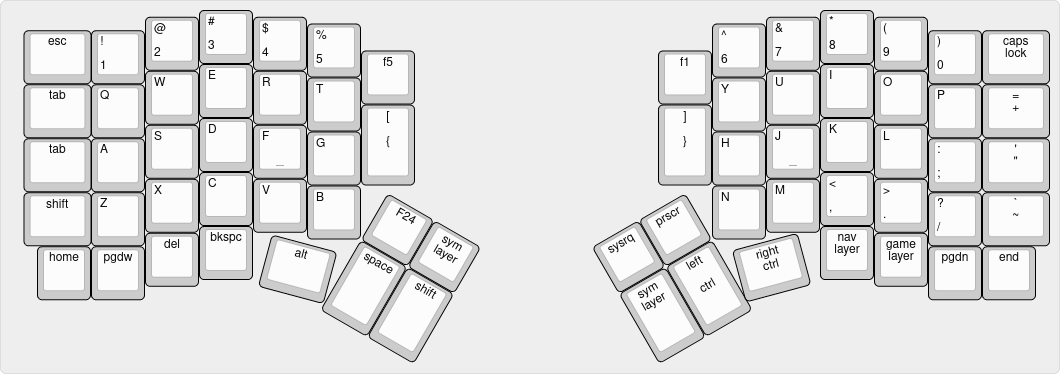 esc
!
1
@
2
#
3
$
4
%
5
f5
tab
Q
W
E
R
T
[
{
tab
A
S
D
F
_
G
shift
Z
X
C
V
B
home
pgdw
del
bkspc
alt
F24
sym
layer
space
shift
f1
^
6
&
7
*
8
(
9
)
0
caps
lock
]
}
Y
U
I
O
P
=
+
H
J
_
K
L
:
;
'
"
N
M
<
,
>
.
?
/
`
~
sysrq
prscr
sym
layer
left
ctrl
right
ctrl
nav
layer
game
layer
pgdn
end